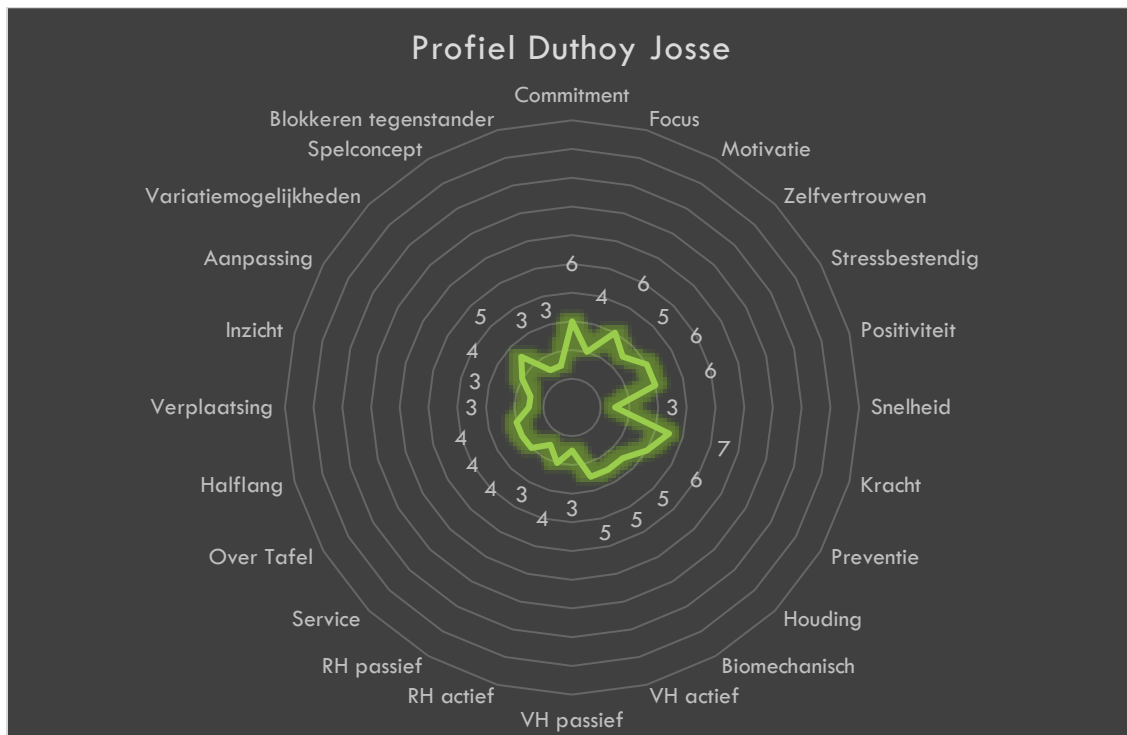 Profiel Duthoy Josse
Commitment
Focus
Motivatie
Zelfvertrouwen
Stressbestendig
Positiviteit
Snelheid
Kracht
Preventie
Houding
Biomechanisch
VH actief
VH passief
RH actief
RH passief
Service
Over Tafel
Halflang
Verplaatsing
Inzicht
Aanpassing
Variatiemogelijkheden
Spelconcept
Blokkeren tegenstander
6
4
6
5
6
6
3
7
6
5
5
5
3
4
3
4
4
4
3
3
4
5
3
3